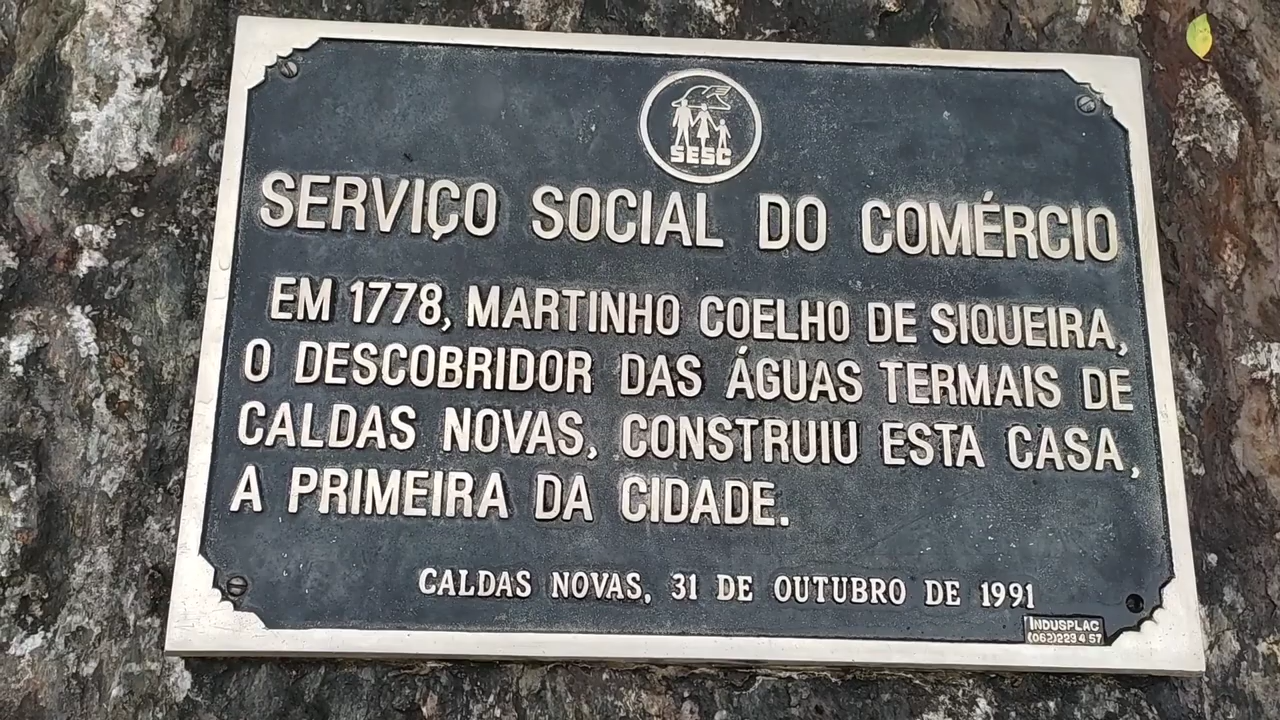 SESC
SERVIÇO SOCIAL DO COMÉRCIO
EM 1778, MARTINHO COELHO DE SIQUEIRA,
O DESCOBRIDOR DAS ÁGUAS TERMAIS DE
CALDAS NOVAS, CONSTRUIU ESTA CASA,
A PRIMEIRA DA CIDADE.
CALDAS NOVAS, 31 DE OUTUBRO DE 1991
INDUSPLAC